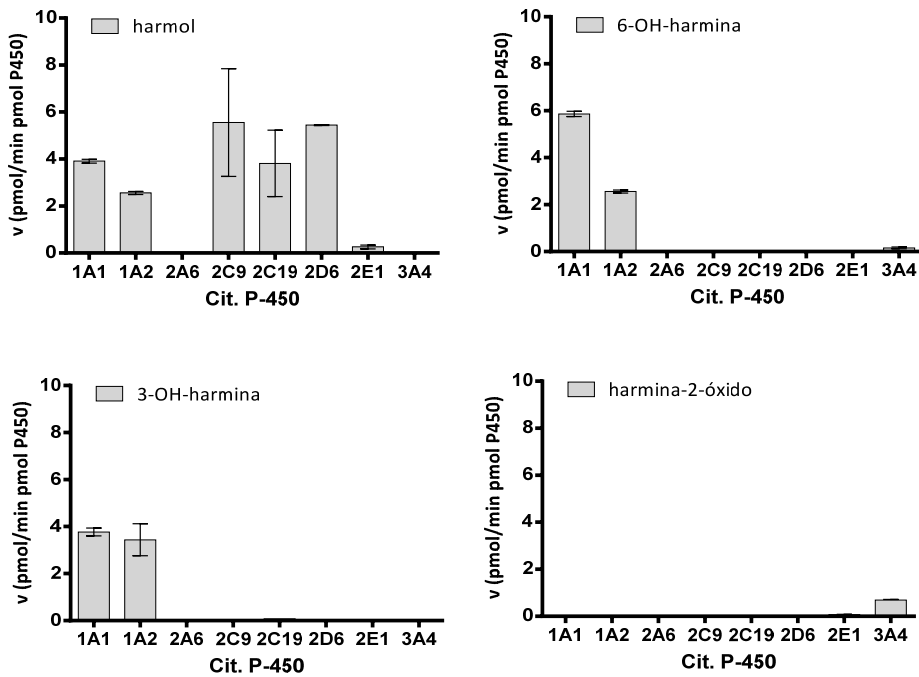 harmol
v (pmol/min pmol P450)
10
8
6
4
2
0
1A1 1A2 2A6 2C9 2C19 2D6 2E1 3A4
Cit. P-450
6-OH-harmina
v (pmol/min pmol P450)
10
8
6
4
2
0
1A1 1A2 2A6 2C9 2C19 2D6 2E1 3A4
Cit. P-450
3-OH-harmina
v (pmol/min pmol P450)
10
8
6
4
2
0
1A1 1A2 2A6 2C9 2C19 2D6 2E1 3A4
Cit. P-450
harmina-2-óxido
v (pmol/min pmol P450)
10
8
6
4
2
0
1A1 1A2 2A6 2C9 2C19 2D6 2E1 3A4
Cit. P-450